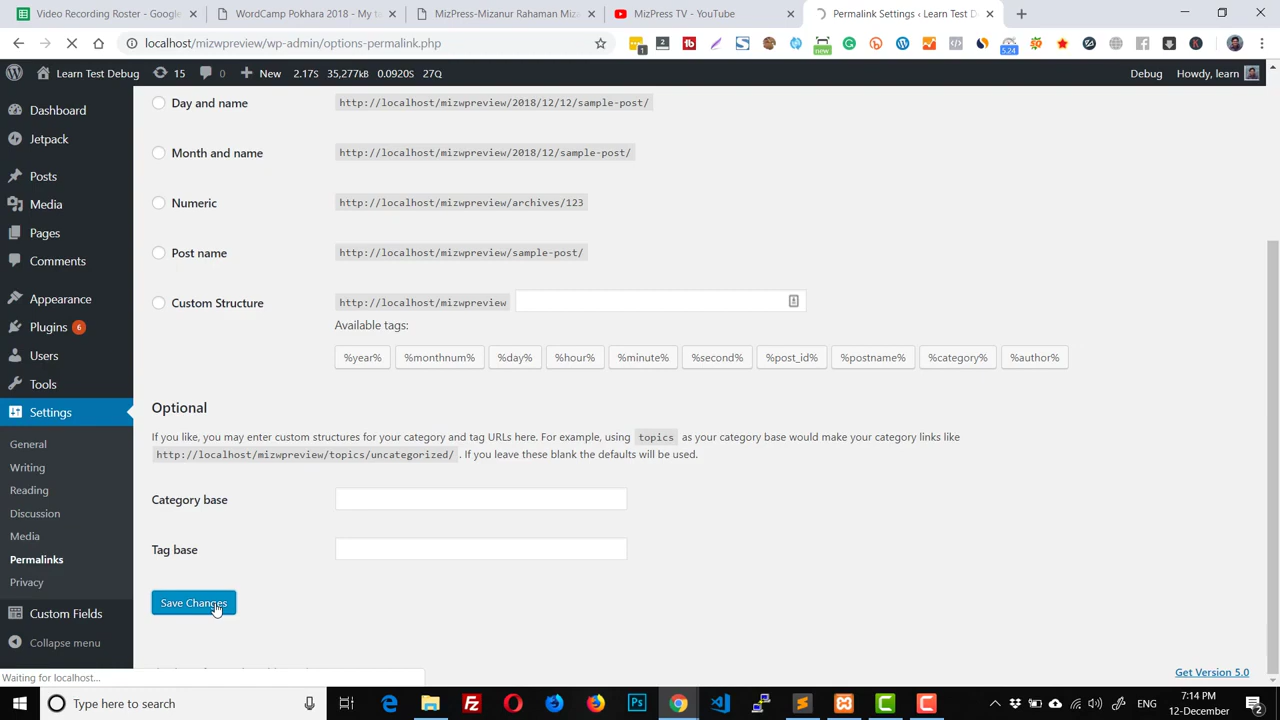 Video Recording Roster - Google
WordCamp Pokhara 2018 - My ta
MizPress-Mizanur Rahaman Miza
MizPress TV - YouTube
Permalink Settings ‹ Learn Test D
localhost/mizwpreview/wp-admin/options-permalink.php
1
2
new
5.24
Learn Test Debug
15
0
New
2.17S
35,277kB
0.0920S
27Q
Debug
Howdy, learn
Dashboard
Jetpack
Posts
Media
Pages
Comments
Appearance
Plugins 6
Users
Tools
Settings
General
Writing
Reading
Discussion
Media
Permalinks
Privacy
Custom Fields
Collapse menu
Day and name http://localhost/mizwpreview/2018/12/12/sample-post/
Month and name http://localhost/mizwpreview/2018/12/sample-post/
Numeric http://localhost/mizwpreview/archives/123
Post name http://localhost/mizwpreview/sample-post/
Custom Structure http://localhost/mizwpreview
Available tags:
%year% %monthnum% %day% %hour% %minute% %second% %post_id% %postname% %category% %author%
Optional
If you like, you may enter custom structures for your category and tag URLs here. For example, using topics as your category base would make your category links like
http://localhost/mizwpreview/topics/uncategorized/ . If you leave these blank the defaults will be used.
Category base
Tag base
Save Changes
Get Version 5.0
Waiting for localhost...
Type here to search
Ps
ENG
7:14 PM
12-December
2